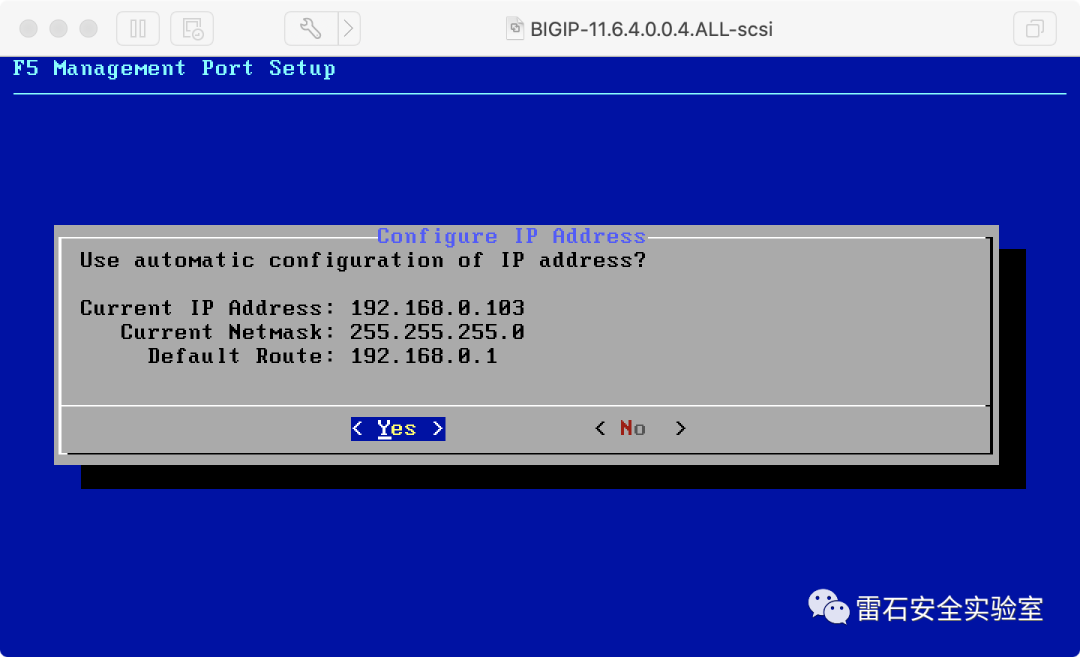 BIGIP-11.6.4.0.0.4.ALL-scsi
F5 Management Port Setup
Configure IP Address
Use automatic configuration of IP address?
Current IP Address: 192.168.0.103
Current Netmask: 255.255.255.0
Default Route: 192.168.0.1
< Yes > < No >
雷石安全实验室